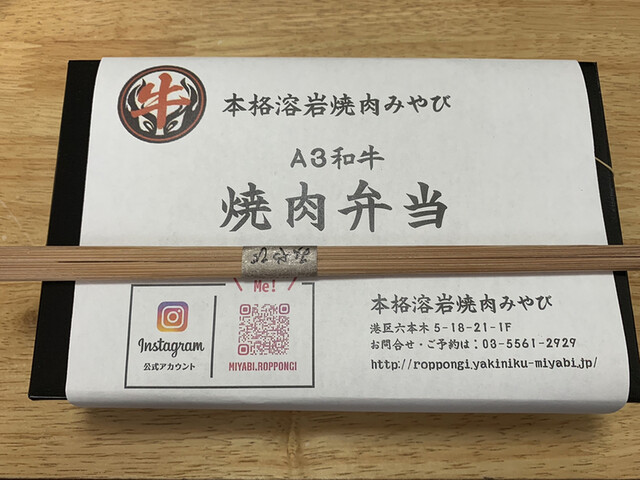 牛
本格溶岩焼肉みやび
A3和牛
焼肉弁当
Me!
Instagram
公式アカウント
MIYABI.ROPPONGI
本格溶岩焼肉みやび
港区六本木5-18-21-1F
お問合せ・ご予約は:03-5561-2929
http://roppongi.yakiniku-miyabi.jp/